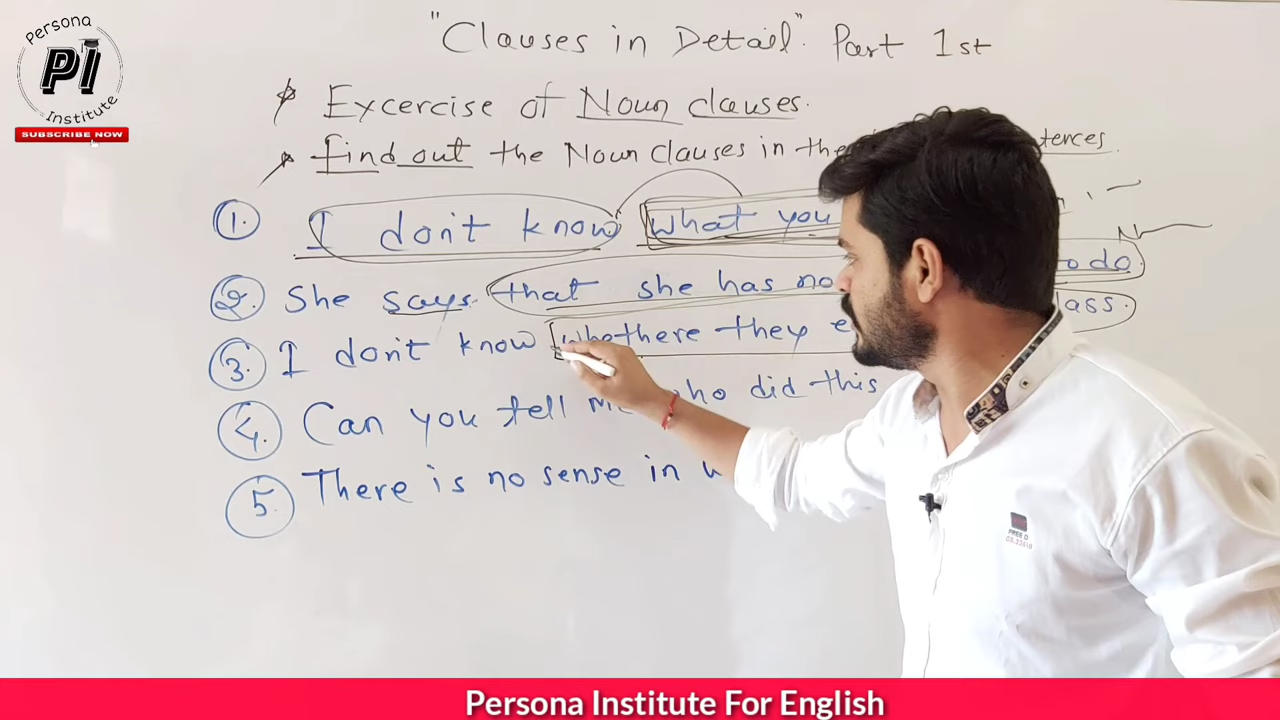 Persona
PI
Institute
SUBSCRIBE NOW
"Clauses in Detail". Part 1st
Excercise of Noun clauses.
find out the Noun Clauses in the
1. I don't know what you
2. She says that she has no do.
3. I don't know whethere they
4. Can you tell who did this
5. There is no sense in
FREE D
Persona Institute For English